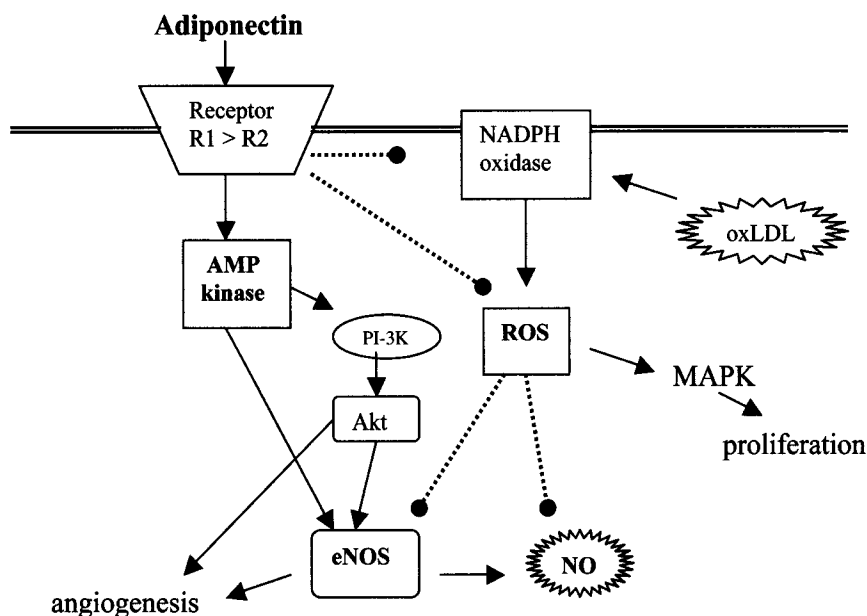 Adiponectin
Receptor
R1 > R2
NADPH
oxidase
oxLDL
AMP
kinase
PI-3K
ROS
MAPK
Akt
proliferation
eNOS
NO
angiogenesis